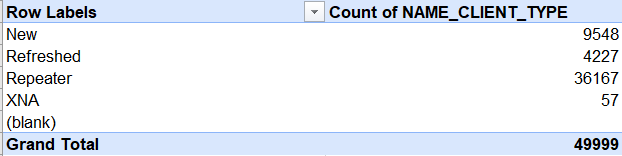 Row Labels Count of NAME_CLIENT_TYPE
New 9548
Refreshed 4227
Repeater 36167
XNA 57
(blank)
Grand Total 49999